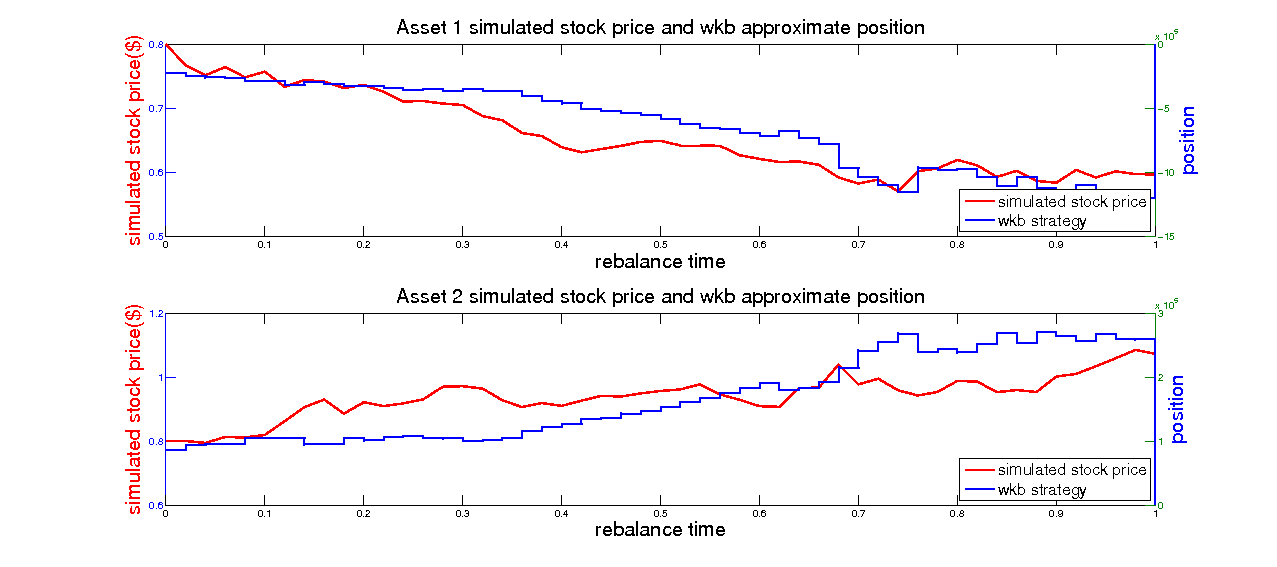 Asset 1 simulated stock price and wkb approximate position
x 10^5
0.8
0.7
0.6
0.5
0
-5
-10
-15
simulated stock price($)
position
simulated stock price
wkb strategy
0 0.1 0.2 0.3 0.4 0.5 0.6 0.7 0.8 0.9 1
rebalance time
Asset 2 simulated stock price and wkb approximate position
1.2
1
0.8
0.6
3
2
1
0
simulated stock price($)
position
simulated stock price
wkb strategy
0 0.1 0.2 0.3 0.4 0.5 0.6 0.7 0.8 0.9 1
rebalance time